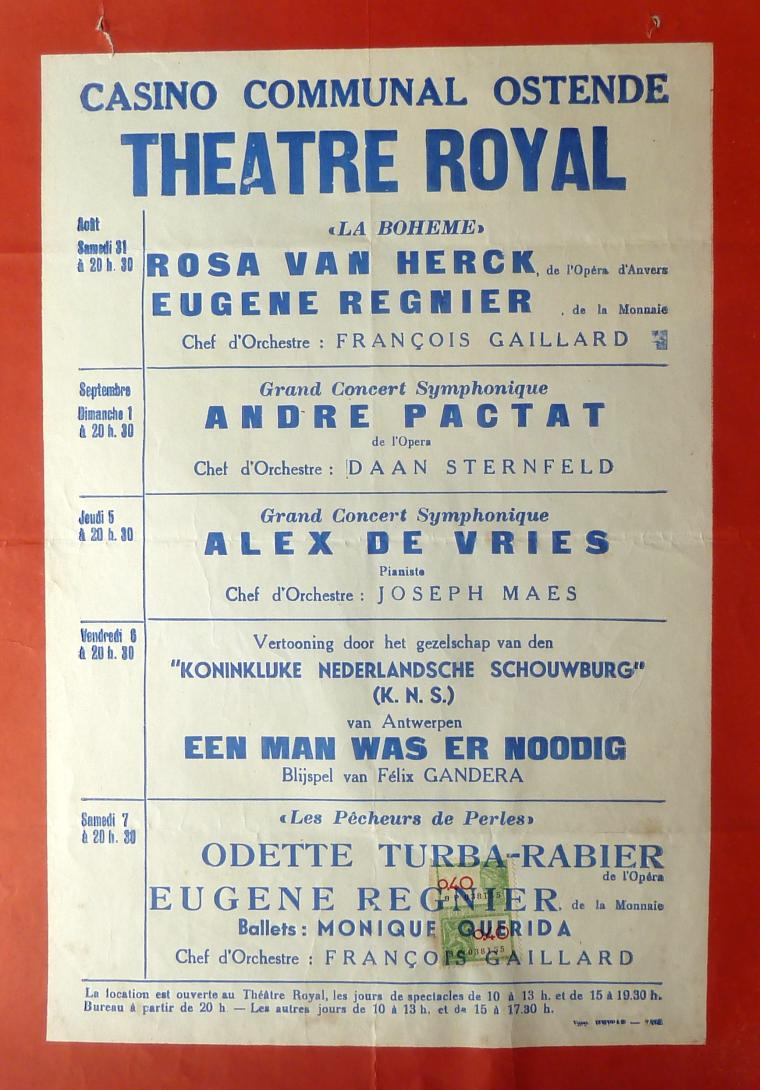 CASINO COMMUNAL OSTENDE
THEATRE ROYAL
Août
Samedi 31
à 20 h. 30
«LA BOHEME»
ROSA VAN HERCK, de l'Opéra d'Anvers
EUGENE REGNIER, de la Monnaie
Chef d'Orchestre : FRANÇOIS GAILLARD
Septembre
Dimanche 1
à 20 h. 30
Grand Concert Symphonique
ANDRE PACTAT
de l'Opera
Chef d'Orchestre : DAAN STERNFELD
Jeudi 5
à 20 h. 30
Grand Concert Symphonique
ALEX DE VRIES
Pianiste
Chef d'Orchestre : JOSEPH MAES
Vendredi 6
à 20 h. 30
Vertooning door het gezelschap van den
"KONINKLIJKE NEDERLANDSCHE SCHOUWBURG"
(K. N. S.)
van Antwerpen
EEN MAN WAS ER NOODIG
Blijspel van Félix GANDERA
Samedi 7
à 20 h. 30
«Les Pêcheurs de Perles»
ODETTE TURBA-RABIER
de l'Opéra
EUGENE REGNIER, de la Monnaie
Ballets : MONIQUE QUERIDA
Chef d'Orchestre : FRANÇOIS GAILLARD
0.40
0.40
La location est ouverte au Théâtre Royal, les jours de spectacles de 10 à 13 h. et de 15 à 19.30 h.
Bureau à partir de 20 h. — Les autres jours de 10 à 13 h. et de 15 à 17.30 h.